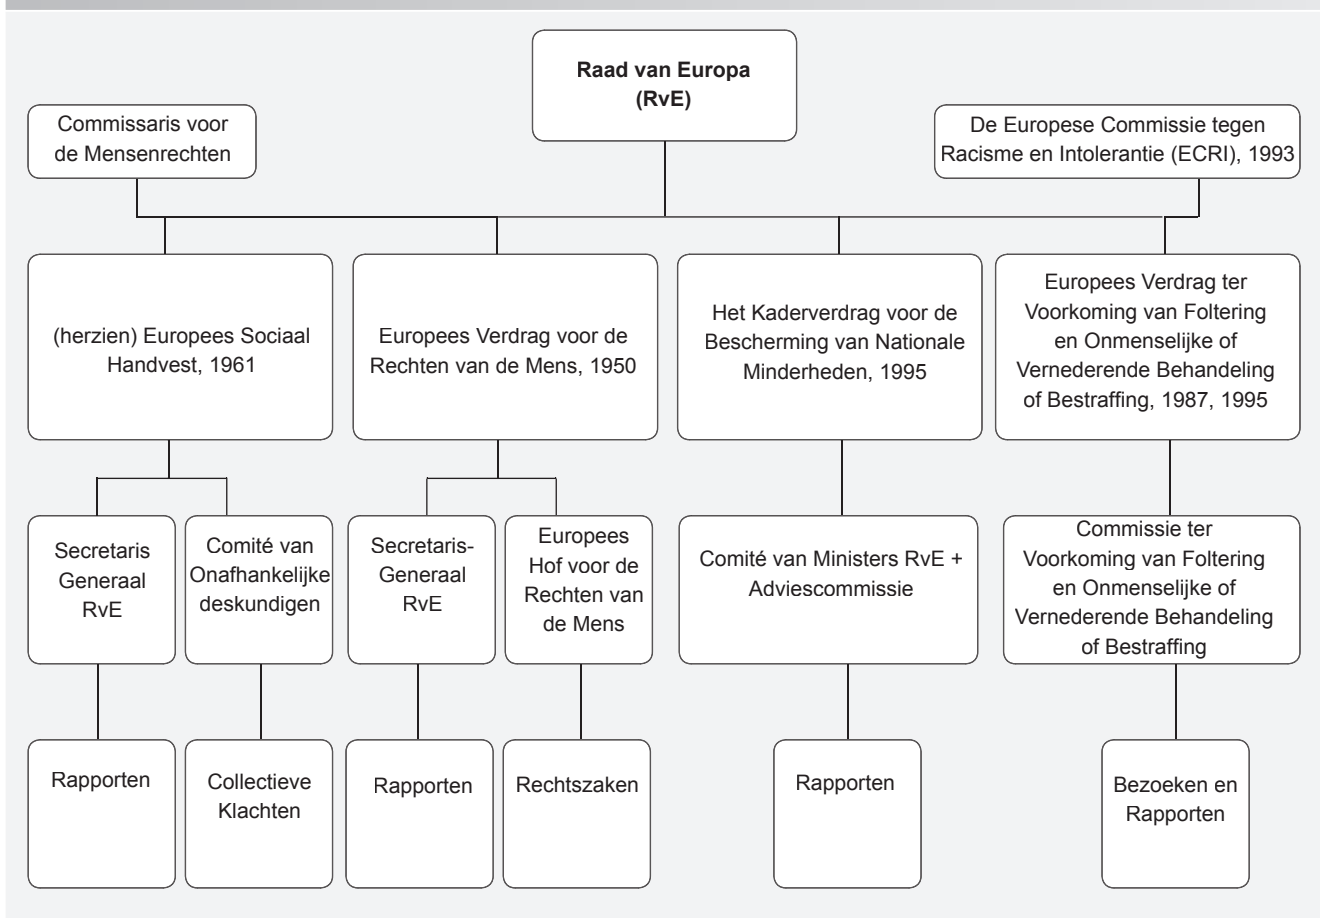 Raad van Europa
(RvE)
Commissaris voor
de Mensenrechten
De Europese Commissie tegen
Racisme en Intolerantie (ECRI), 1993
(herzien) Europees Sociaal
Handvest, 1961
Europees Verdrag voor de
Rechten van de Mens, 1950
Het Kaderverdrag voor de
Bescherming van Nationale
Minderheden, 1995
Europees Verdrag ter
Voorkoming van Foltering
en Onmenselijke of
Vernederende Behandeling
of Bestraffing, 1987, 1995
Secretaris
Generaal
RvE
Comité van
Onafhankelijke
deskundigen
Secretaris-
Generaal
RvE
Europees
Hof voor de
Rechten van
de Mens
Comité van Ministers RvE +
Adviescommissie
Commissie ter
Voorkoming van Foltering
en Onmenselijke of
Vernederende Behandeling
of Bestraffing
Rapporten
Collectieve
Klachten
Rapporten
Rechtszaken
Rapporten
Bezoeken en
Rapporten